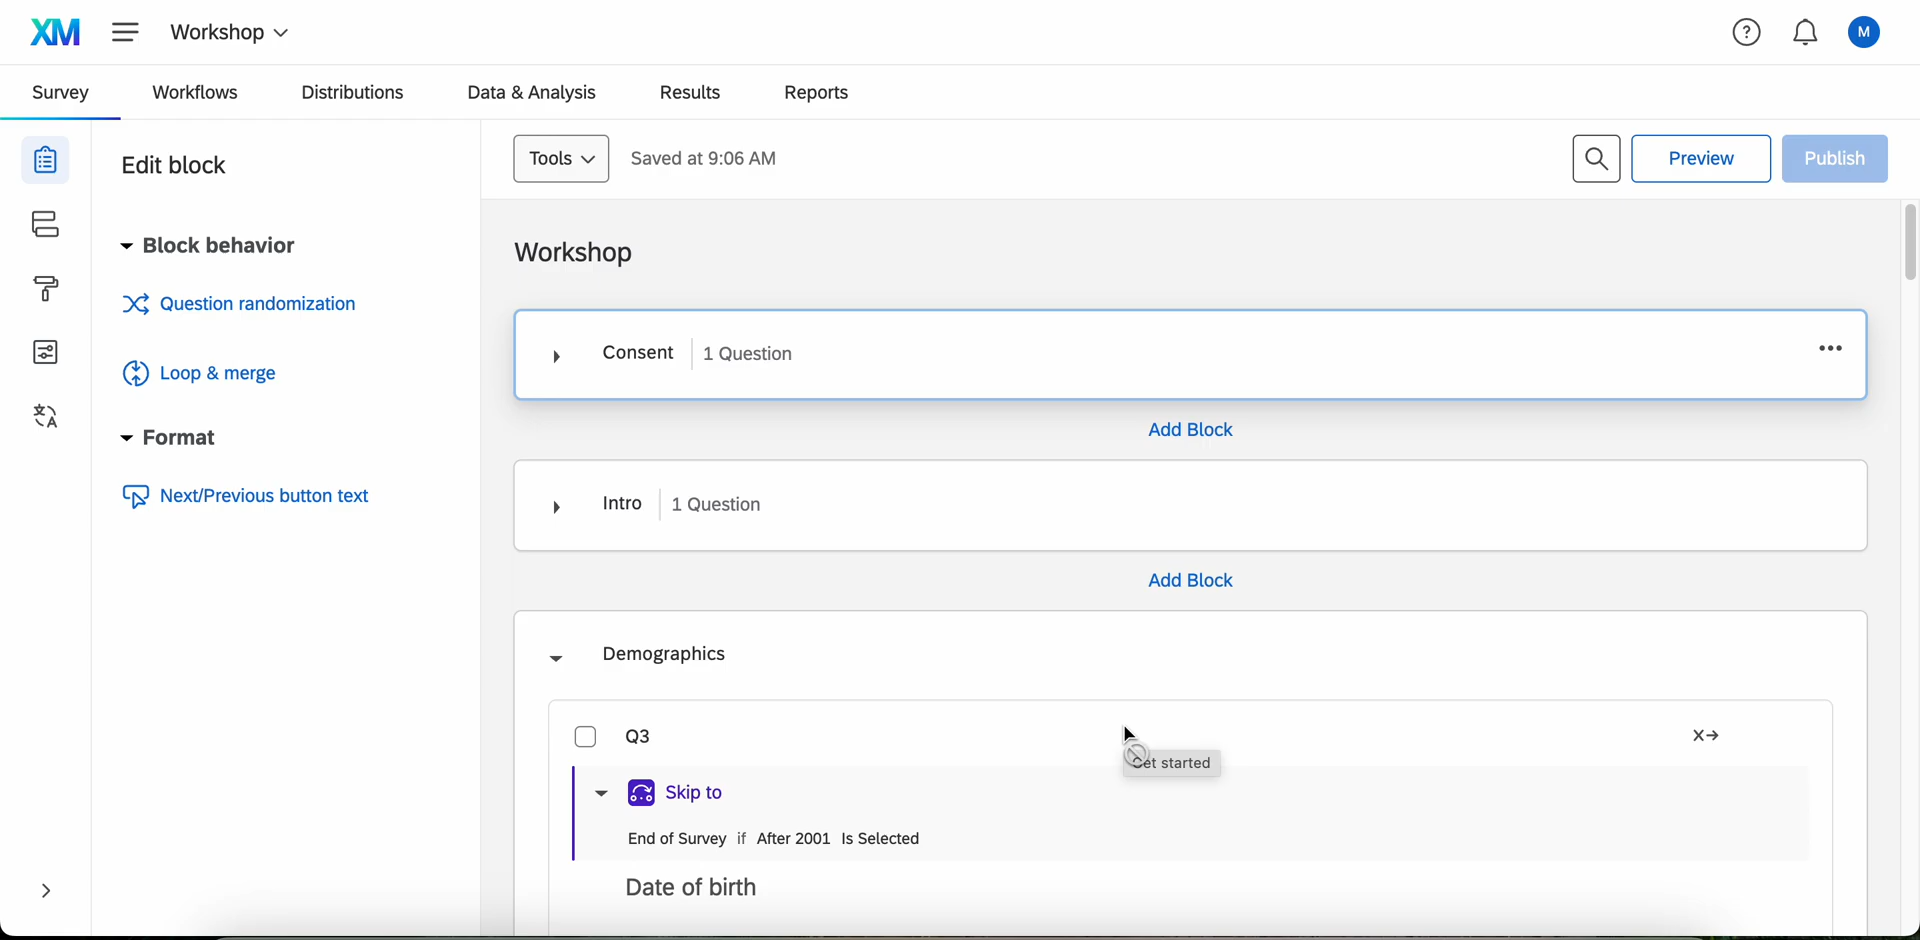 XM
Workshop
M
Survey
Workflows
Distributions
Data & Analysis
Results
Reports
Edit block
Tools
Saved at 9:06 AM
Preview
Publish
Block behavior
Question randomization
Loop & merge
Format
Next/Previous button text
Workshop
Consent
1 Question
Add Block
Intro
1 Question
Add Block
Demographics
Q3
Get started
Skip to
End of Survey if After 2001 Is Selected
Date of birth